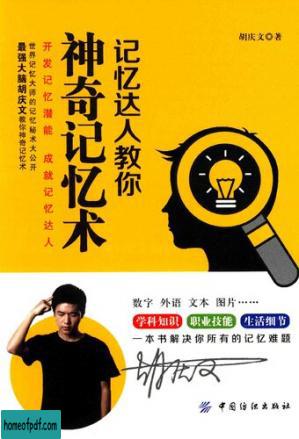 胡庆文◎著
记忆达人教你
神奇记忆术
开发记忆潜能 成就记忆达人
世界记忆大师的记忆秘术大公开
最强大脑胡庆文教你神奇记忆术
数字 外语 文本 图片……
学科知识 职业技能 生活细节
一本书解决你所有的记忆难题
胡庆文
中国纺织出版社
homeofpdf.com